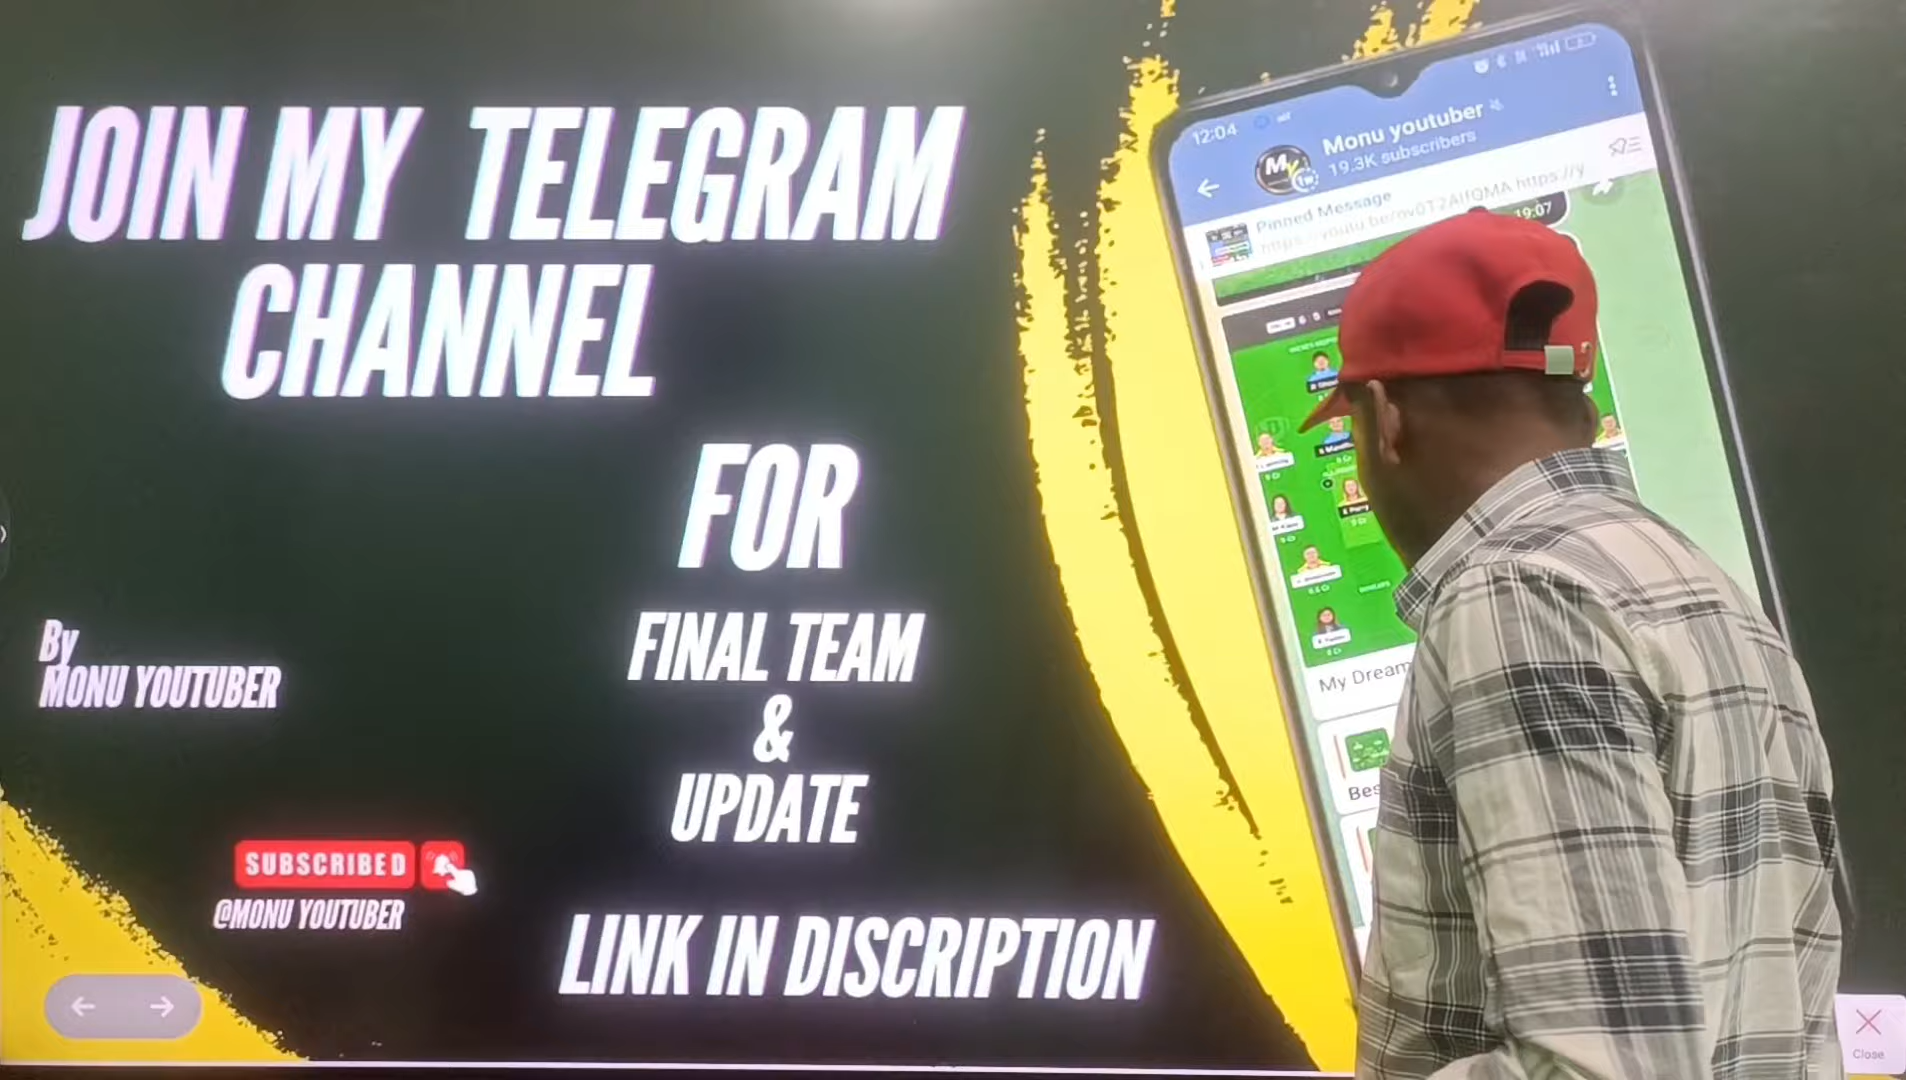 JOIN MY TELEGRAM
CHANNEL
FOR
FINAL TEAM
&
UPDATE
LINK IN DISCRIPTION
By
MONU YOUTUBER
SUBSCRIBED
@MONU YOUTUBER
12:04
Monu youtuber
19.3K subscribers
Pinned Message
19:07
My Dream
Bes
Close